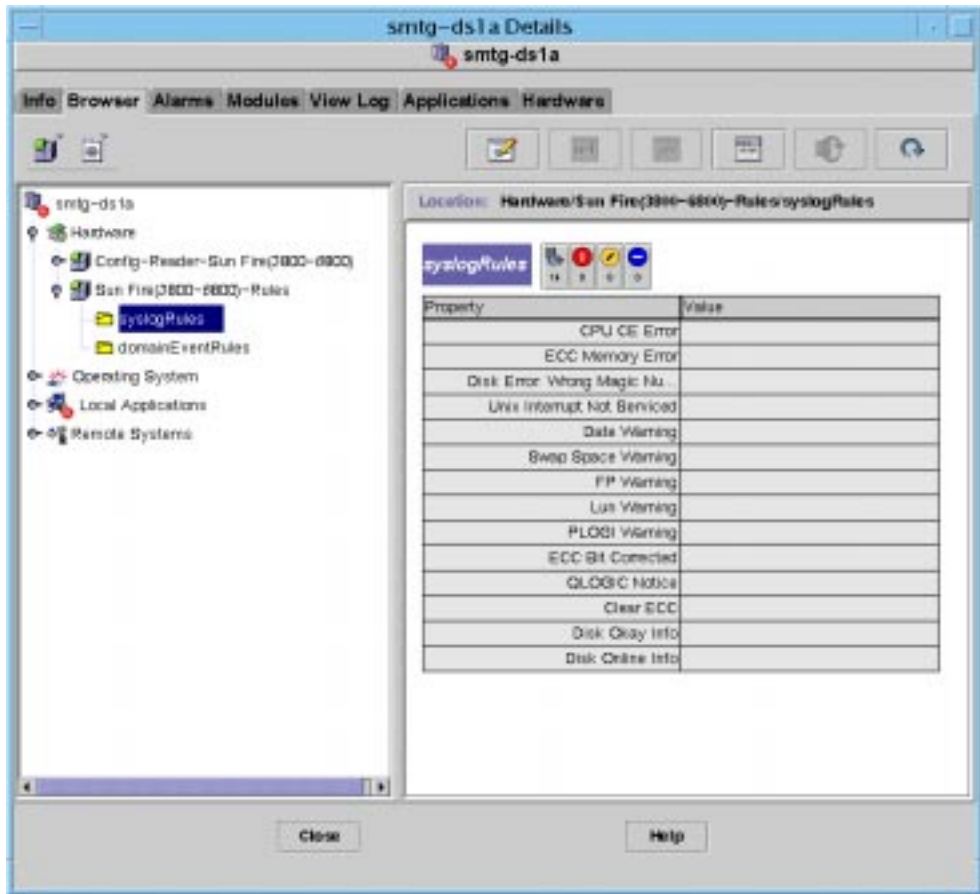 smtg-ds1a Details
smtg-ds1a
Info Browser Alarms Modules View Log Applications Hardware
smtg-ds1a
Hardware
Config-Reader-Sun Fire(3800-6800)
Sun Fire(3800-6800)-Rules
syslogRules
domainEventRules
Operating System
Local Applications
Remote Systems
Location: Hardware/Sun Fire(3800-6800)-Rules/syslogRules
syslogRules
Property Value
CPU CE Error
ECC Memory Error
Disk Error Wrong Magic Nu...
Unix Interrupt Not Serviced
Date Warning
Swap Space Warning
FP Warning
Lun Warning
PLOGI Warning
ECC Bit Corrected
QLOGIC Notice
Clear ECC
Disk Okay Info
Disk Online Info
Close Help